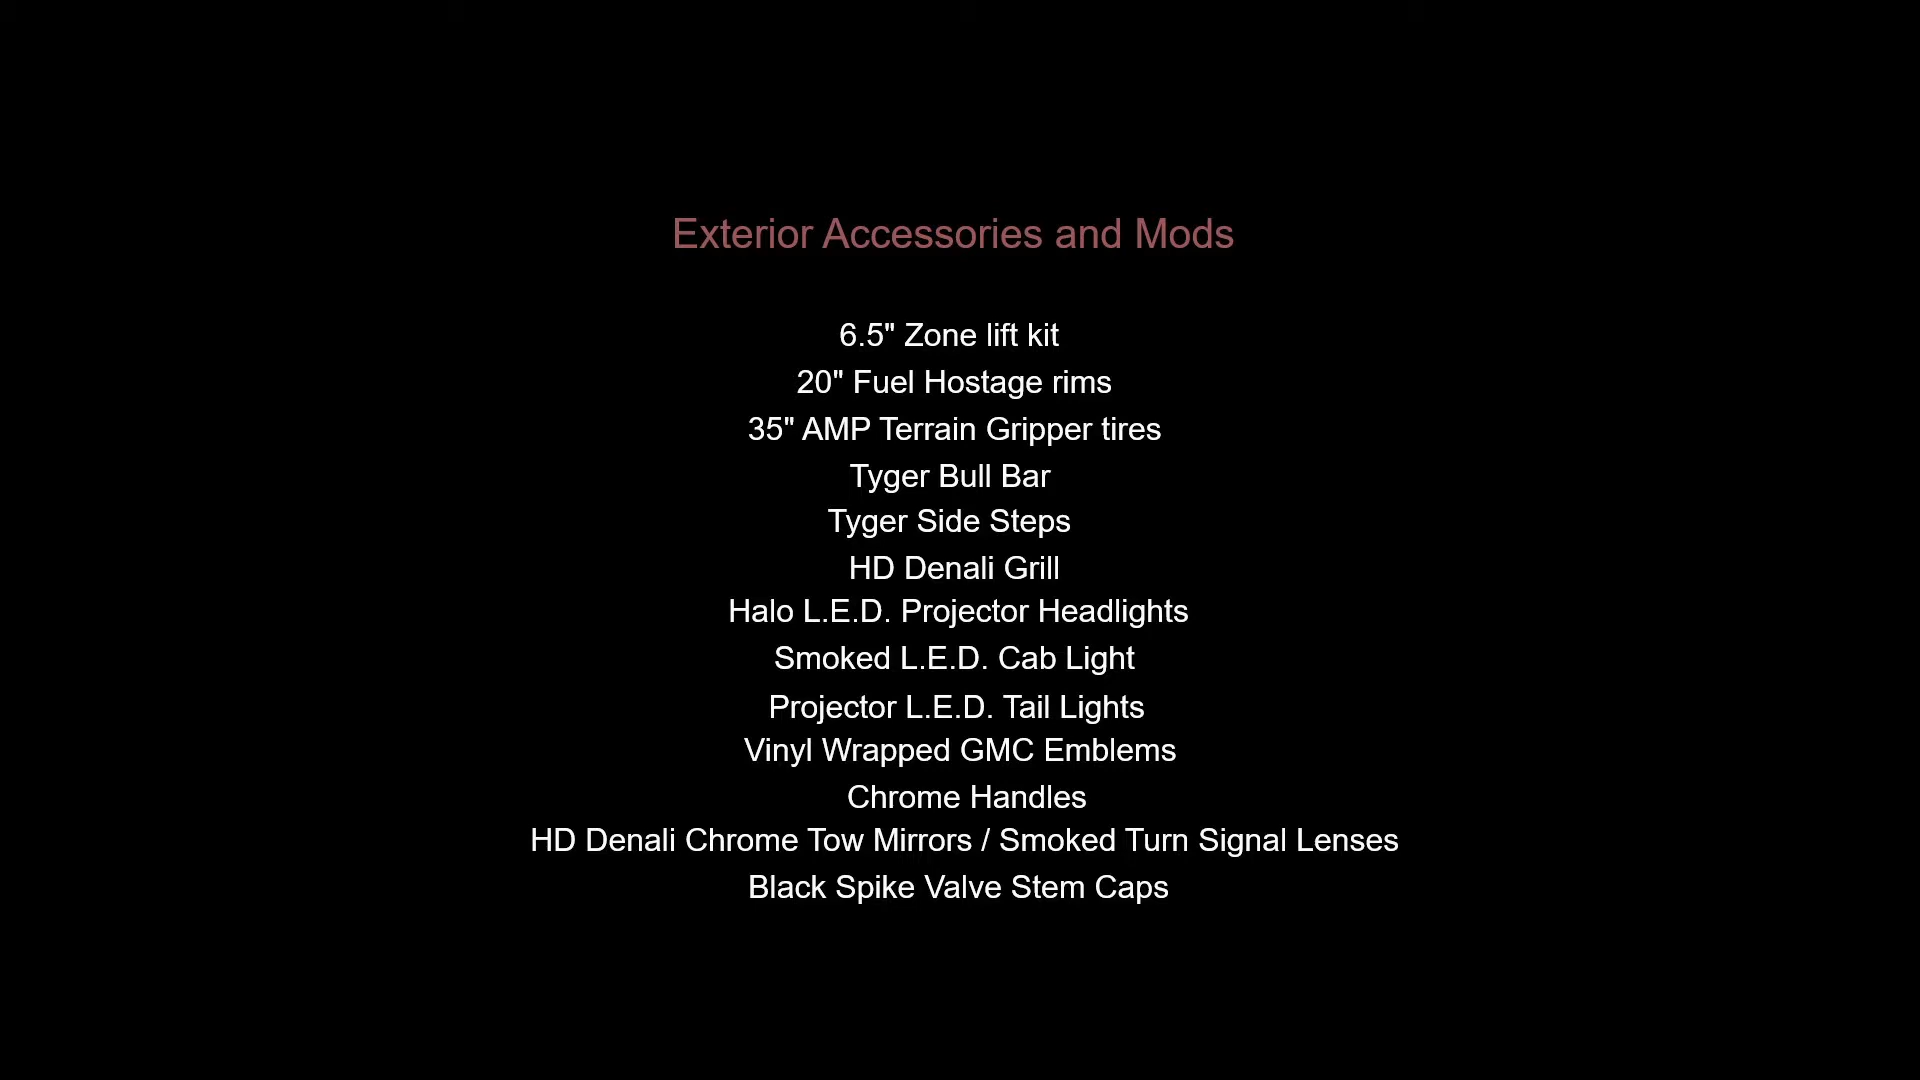 Exterior Accessories and Mods
6.5" Zone lift kit
20" Fuel Hostage rims
35" AMP Terrain Gripper tires
Tyger Bull Bar
Tyger Side Steps
HD Denali Grill
Halo L.E.D. Projector Headlights
Smoked L.E.D. Cab Light
Projector L.E.D. Tail Lights
Vinyl Wrapped GMC Emblems
Chrome Handles
HD Denali Chrome Tow Mirrors / Smoked Turn Signal Lenses
Black Spike Valve Stem Caps